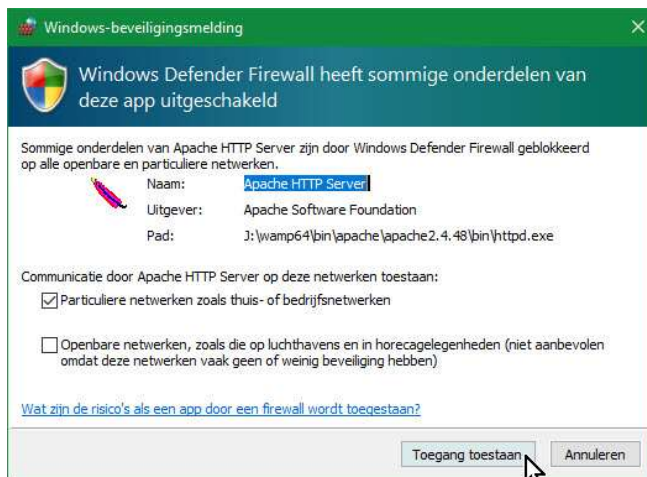 Windows-beveiligingsmelding
Windows Defender Firewall heeft sommige onderdelen van
deze app uitgeschakeld
Sommige onderdelen van Apache HTTP Server zijn door Windows Defender Firewall geblokkeerd
op alle openbare en particuliere netwerken.
Naam: Apache HTTP Server
Uitgever: Apache Software Foundation
Pad: J:\wamp64\bin\apache\apache2.4.48\bin\httpd.exe
Communicatie door Apache HTTP Server op deze netwerken toestaan:
Particuliere netwerken zoals thuis- of bedrijfsnetwerken
Openbare netwerken, zoals die op luchthavens en in horecagelegenheden (niet aanbevolen
omdat deze netwerken vaak geen of weinig beveiliging hebben)
Wat zijn de risico's als een app door een firewall wordt toegestaan?
Toegang toestaan Annuleren